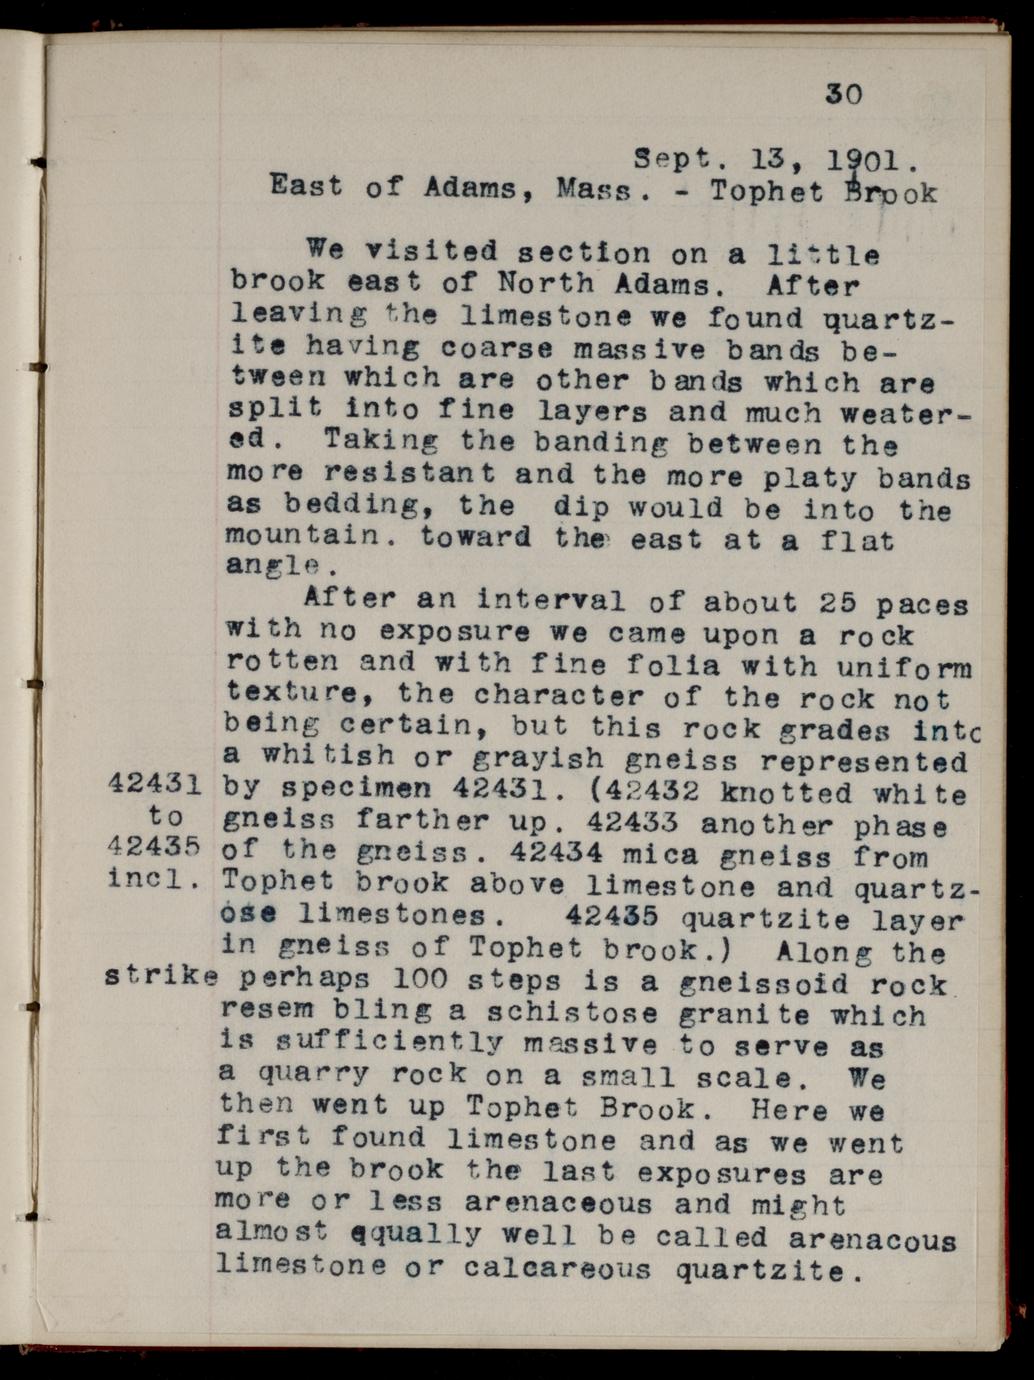 30
Sept. 13, 1901.
East of Adams, Mass. - Tophet Brook
We visited section on a little
brook east of North Adams. After
leaving the limestone we found quartz-
ite having coarse massive bands be-
tween which are other bands which are
split into fine layers and much weater-
ed. Taking the banding between the
more resistant and the more platy bands
as bedding, the dip would be into the
mountain. toward the east at a flat
angle.
After an interval of about 25 paces
with no exposure we came upon a rock
rotten and with fine folia with uniform
texture, the character of the rock not
being certain, but this rock grades into
a whitish or grayish gneiss represented
42431 by specimen 42431. (42432 knotted white
to gneiss farther up. 42433 another phase
42435 of the gneiss. 42434 mica gneiss from
incl. Tophet brook above limestone and quartz-
ose limestones. 42435 quartzite layer
in gneiss of Tophet brook.) Along the
strike perhaps 100 steps is a gneissoid rock
resem bling a schistose granite which
is sufficiently massive to serve as
a quarry rock on a small scale. We
then went up Tophet Brook. Here we
first found limestone and as we went
up the brook the last exposures are
more or less arenaceous and might
almost equally well be called arenacous
limestone or calcareous quartzite.